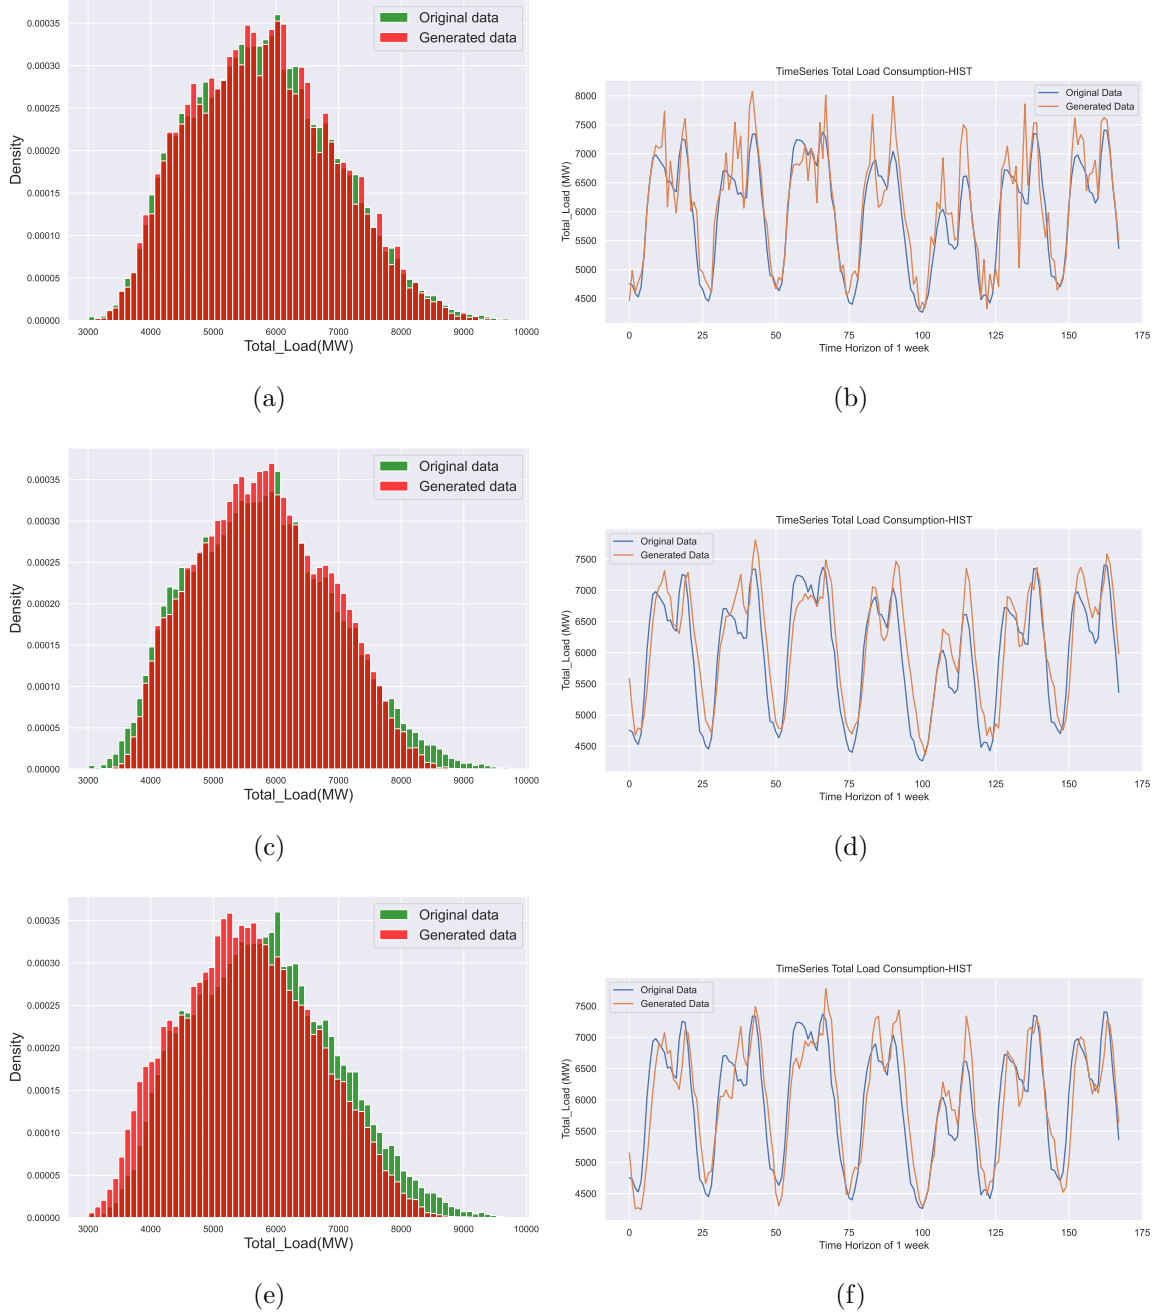 0.00035
0.00030
0.00025
0.00020
0.00015
0.00010
0.00005
0.00000
Density
3000 4000 5000 6000 7000 8000 9000 10000
Total_Load(MW)
Original data
Generated data
(a)
TimeSeries Total Load Consumption-HIST
Original Data
Generated Data
8000
7500
7000
6500
6000
5500
5000
4500
Total_Load (MW)
0 25 50 75 100 125 150 175
Time Horizon of 1 week
(b)
0.00035
0.00030
0.00025
0.00020
0.00015
0.00010
0.00005
0.00000
Density
3000 4000 5000 6000 7000 8000 9000 10000
Total_Load(MW)
Original data
Generated data
(c)
TimeSeries Total Load Consumption-HIST
Original Data
Generated Data
7500
7000
6500
6000
5500
5000
4500
Total_Load (MW)
0 25 50 75 100 125 150 175
Time Horizon of 1 week
(d)
0.00035
0.00030
0.00025
0.00020
0.00015
0.00010
0.00005
0.00000
Density
3000 4000 5000 6000 7000 8000 9000 10000
Total_Load(MW)
Original data
Generated data
(e)
TimeSeries Total Load Consumption-HIST
Original Data
Generated Data
7500
7000
6500
6000
5500
5000
4500
Total_Load (MW)
0 25 50 75 100 125 150 175
Time Horizon of 1 week
(f)